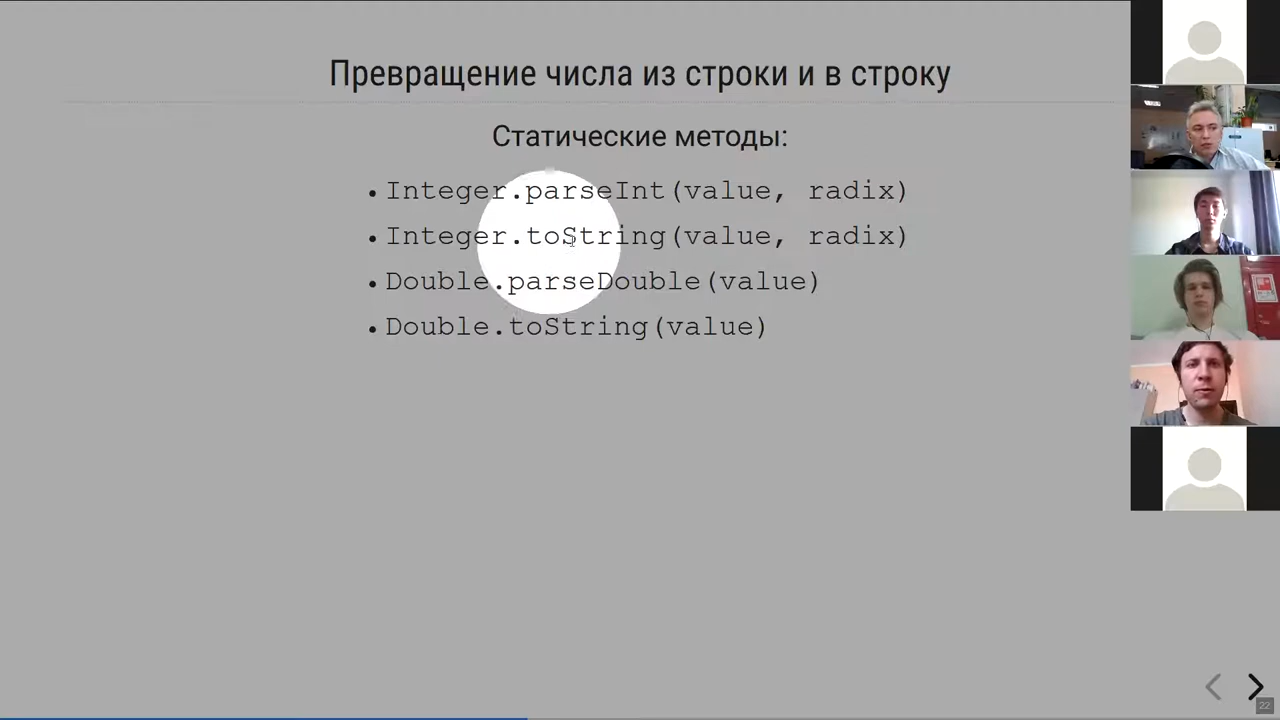 Превращение числа из строки и в строку
Статические методы:
• Integer.parseInt(value, radix)
• Integer.toString(value, radix)
• Double.parseDouble(value)
• Double.toString(value)
22